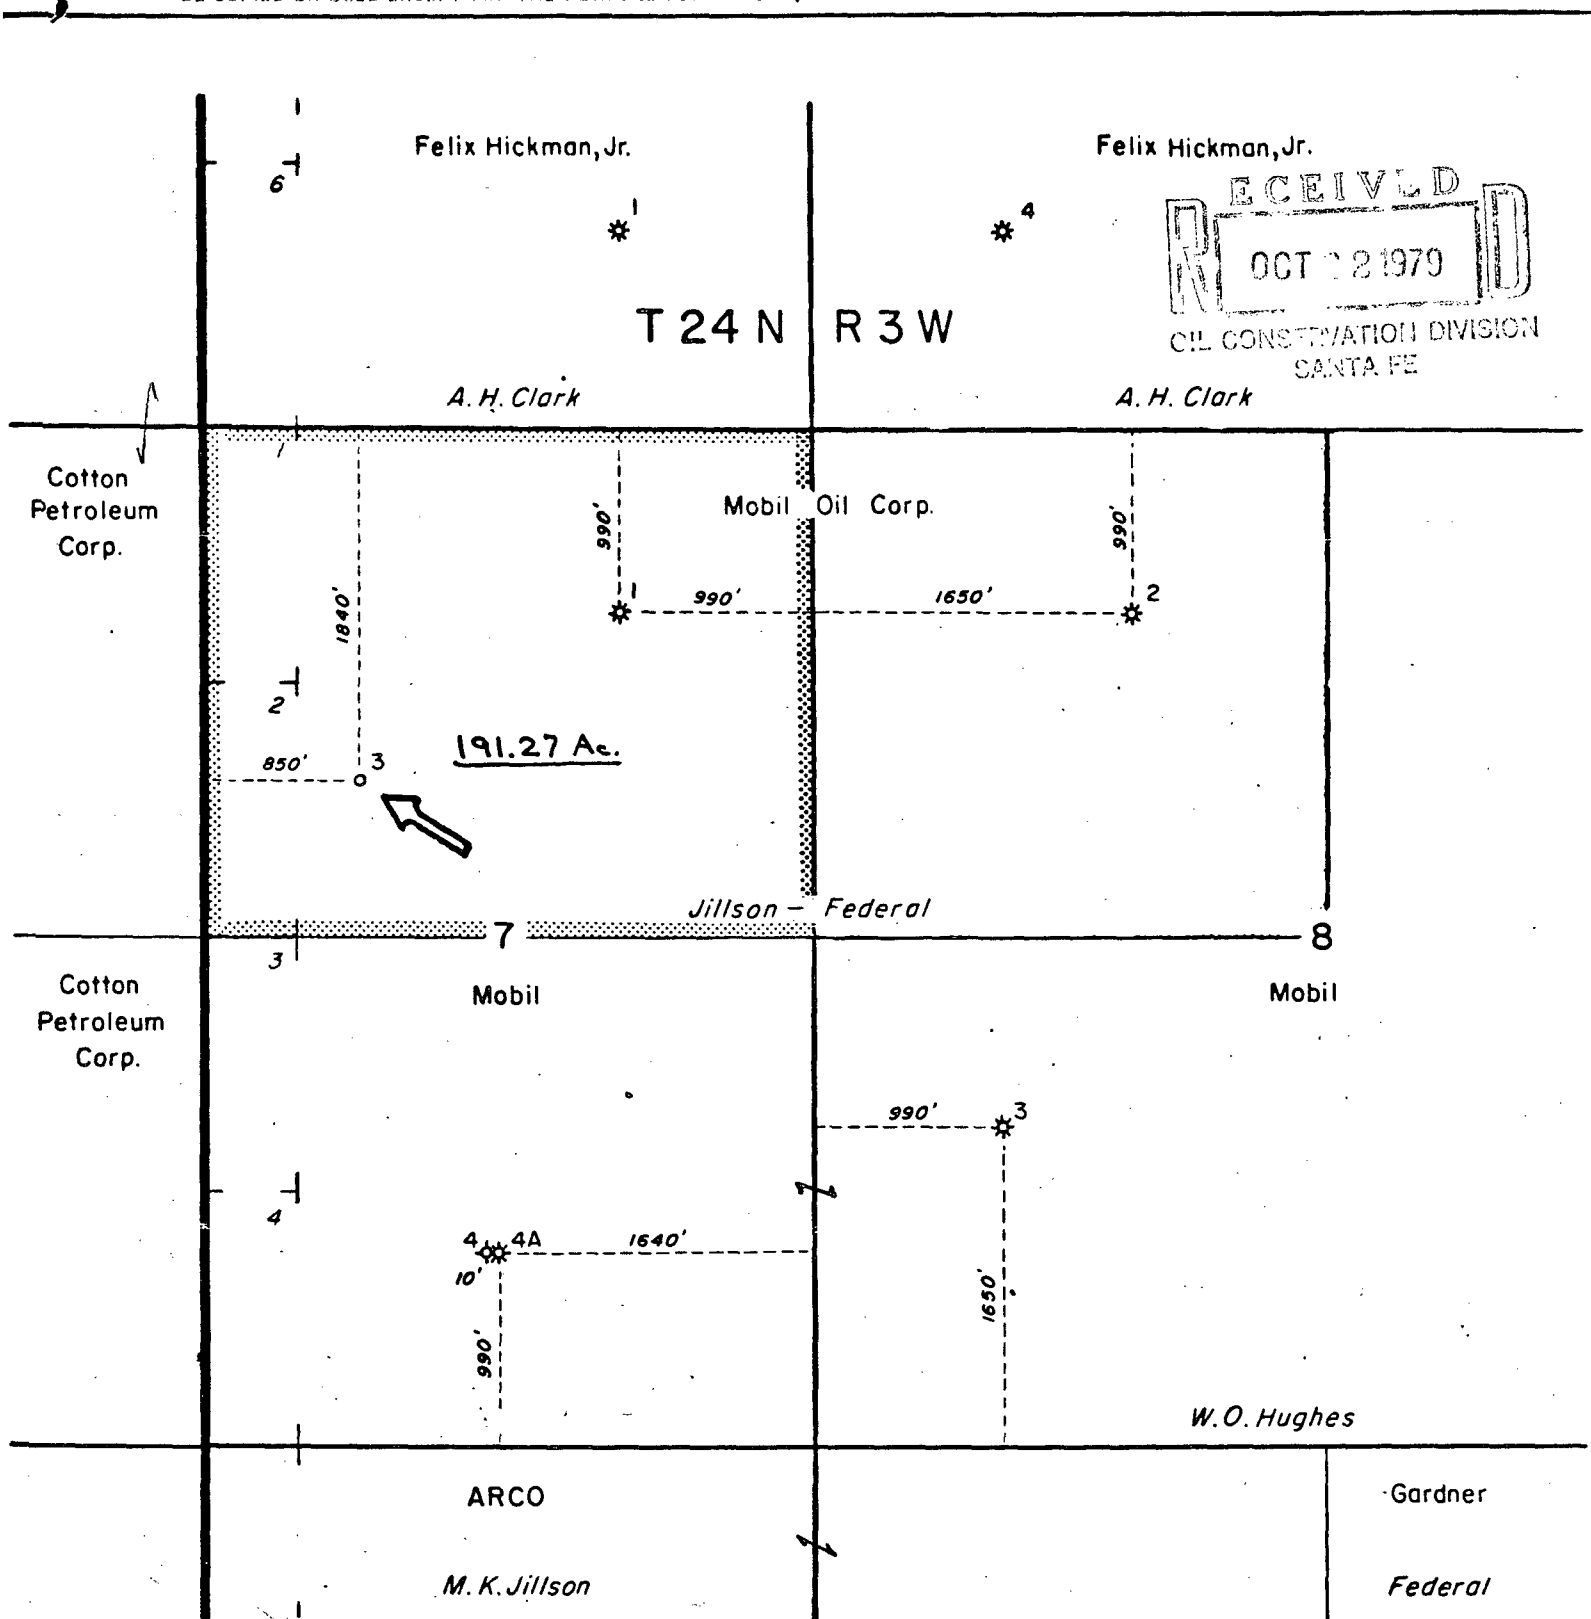 Felix Hickman, Jr.
Felix Hickman, Jr.
6
1
4
ECEIVED
R D
OCT 2 2 1979
OIL CONSERVATION DIVISION
SANTA FE
T 24 N R 3 W
A. H. Clark
A. H. Clark
1
Cotton
Petroleum
Corp.
Mobil Oil Corp.
990'
990'
1840'
1
990'
1650'
2
2
191.27 Ac.
850'
3
Jillson – Federal
7
8
3
Cotton
Petroleum
Corp.
Mobil
Mobil
990'
3
4
4 4A
1640'
10'
990'
1650'
W. O. Hughes
ARCO
Gardner
M. K. Jillson
Federal